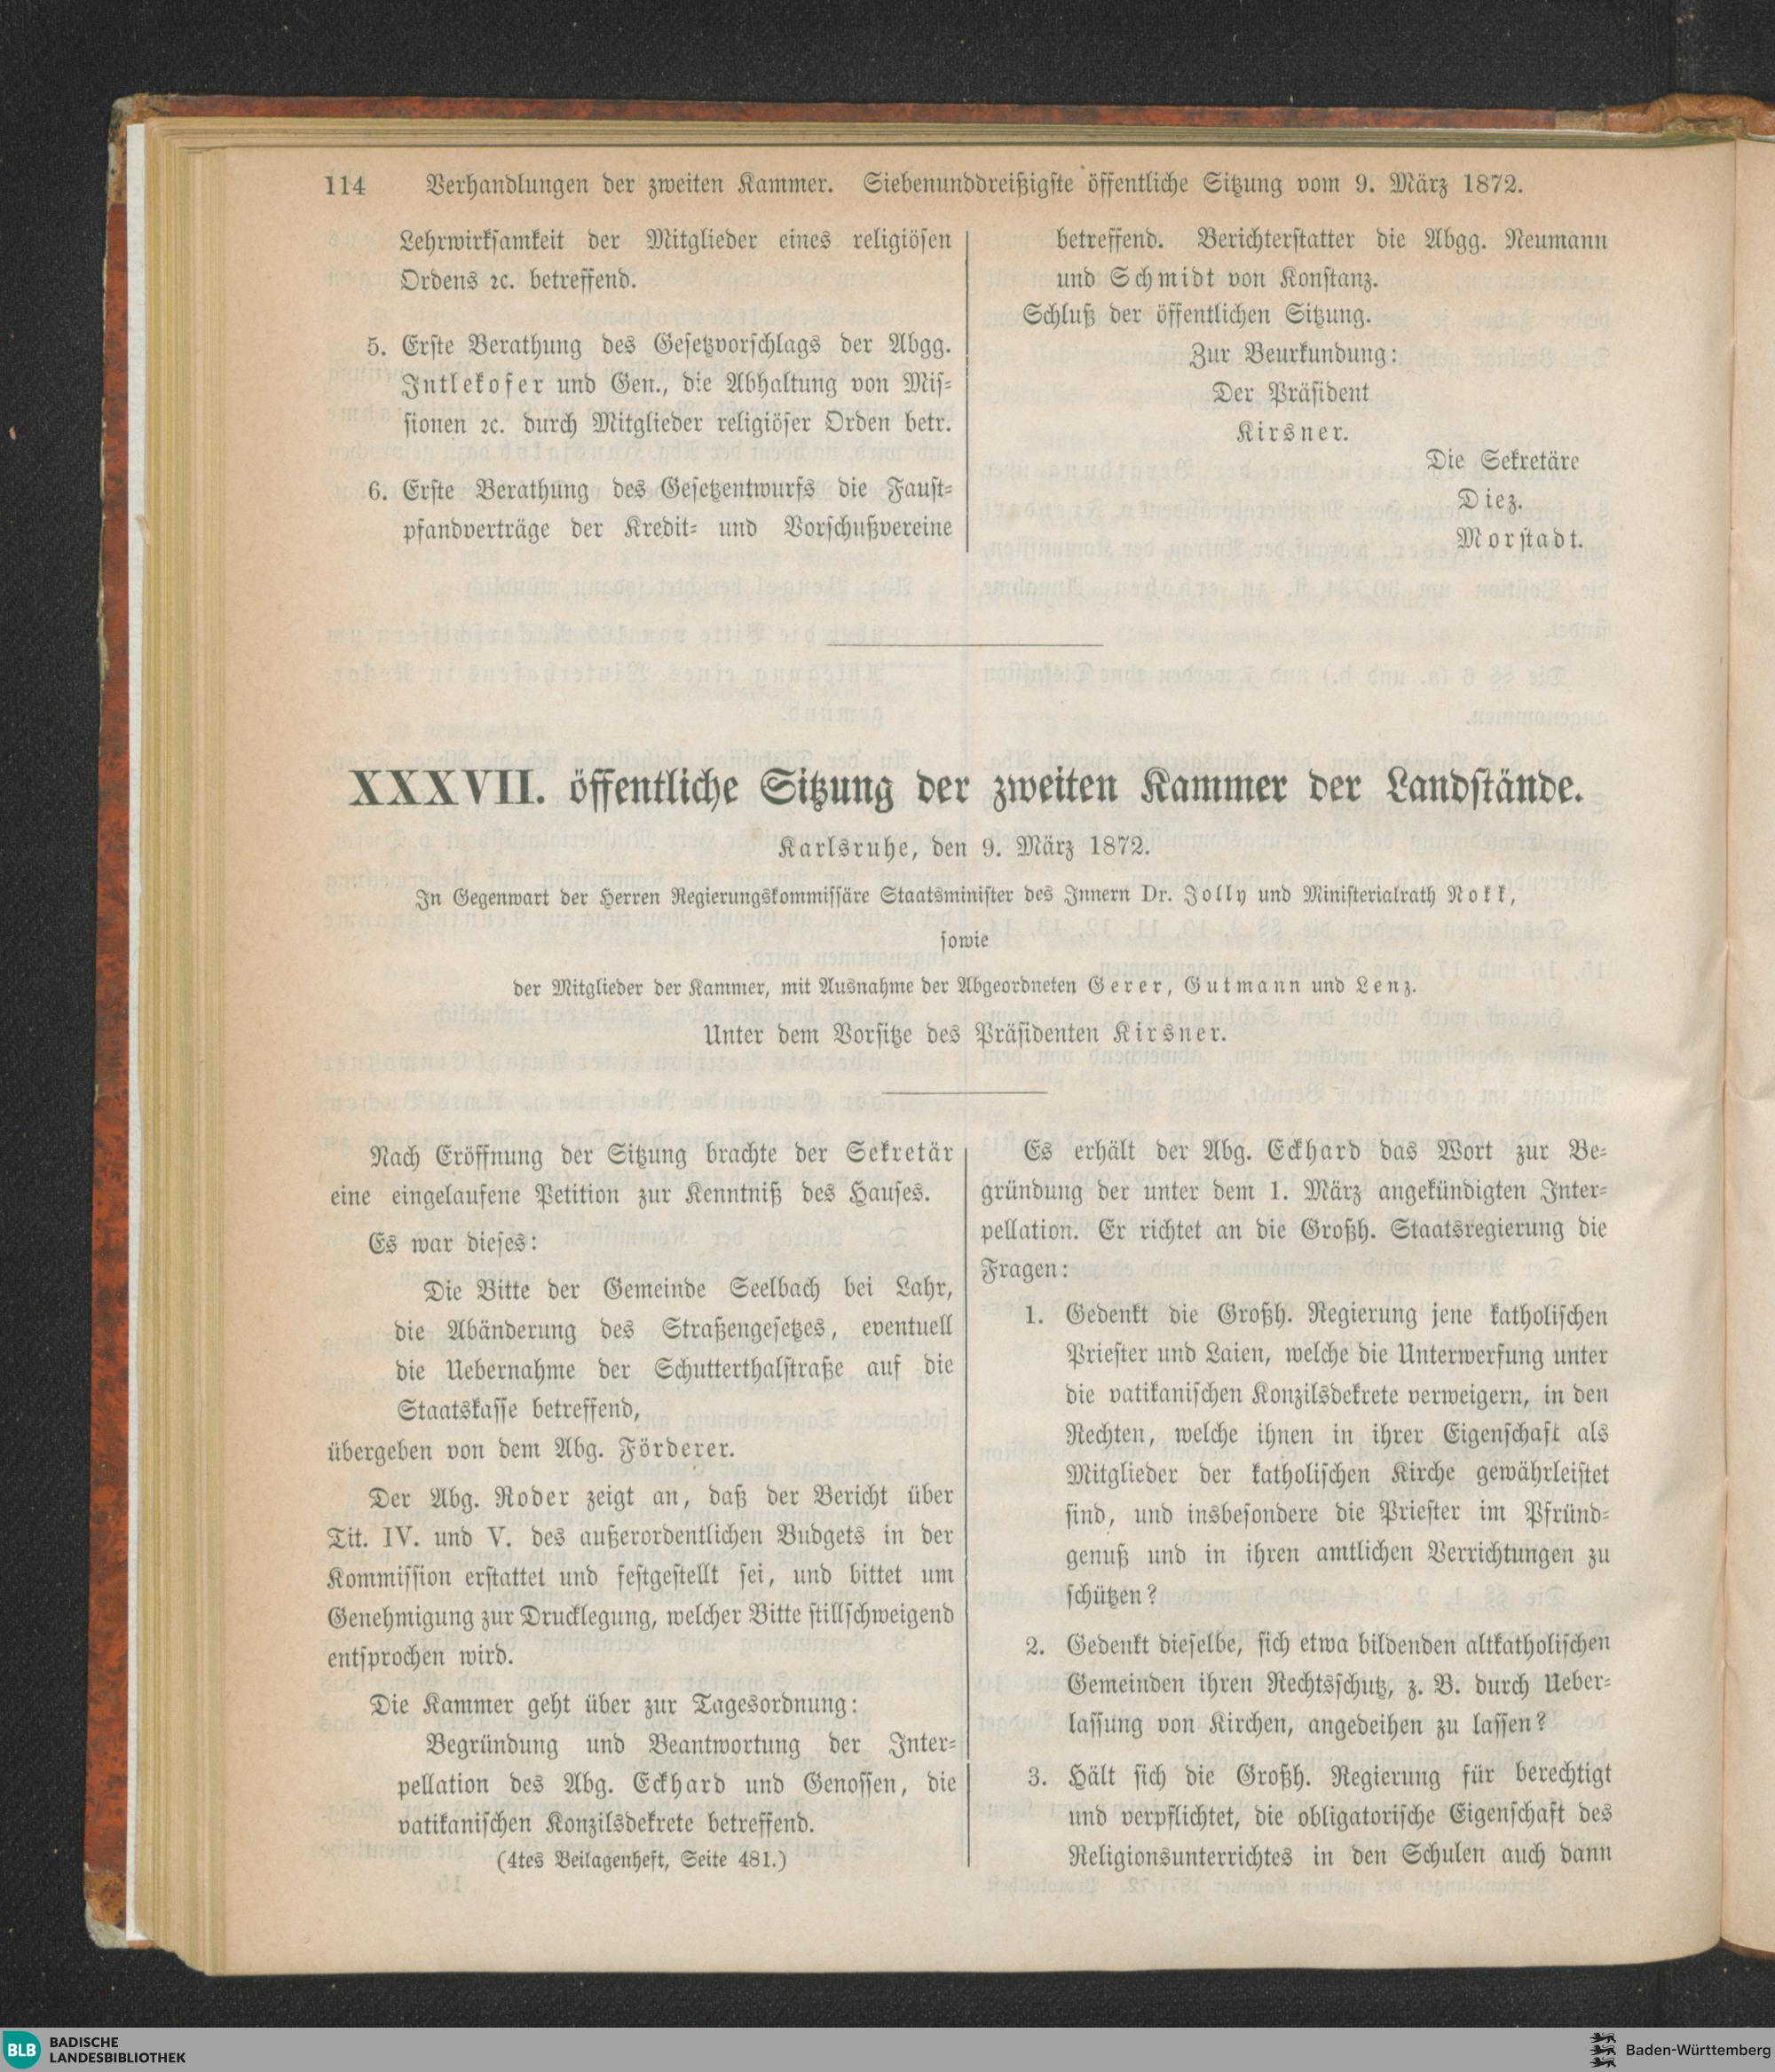 114 Verhandlungen der zweiten Kammer. Siebenunddreißigste öffentliche Sitzung vom 9. März 1872.
Lehrwirksamkeit der Mitglieder eines religiösen
Ordens ꝛc. betreffend.
5. Erste Berathung des Gesetzvorschlags der Abgg.
Intlekofer und Gen., die Abhaltung von Mis-
sionen ꝛc. durch Mitglieder religiöser Orden betr.
6. Erste Berathung des Gesetzentwurfs die Faust-
pfandverträge der Kredit- und Vorschußvereine
betreffend. Berichterstatter die Abgg. Neumann
und Schmidt von Konstanz.
Schluß der öffentlichen Sitzung.
Zur Beurkundung:
Der Präsident
Kirsner.
Die Sekretäre
Diez.
Morstadt.
XXXVII. öffentliche Sitzung der zweiten Kammer der Landstände.
Karlsruhe, den 9. März 1872.
In Gegenwart der Herren Regierungskommissäre Staatsminister des Innern Dr. Jolly und Ministerialrath Nokk,
sowie
der Mitglieder der Kammer, mit Ausnahme der Abgeordneten Gerer, Gutmann und Lenz.
Unter dem Vorsitze des Präsidenten Kirsner.
Nach Eröffnung der Sitzung brachte der Sekretär
eine eingelaufene Petition zur Kenntniß des Hauses.
Es war dieses:
Die Bitte der Gemeinde Seelbach bei Lahr,
die Abänderung des Straßengesetzes, eventuell
die Uebernahme der Schutterthalstraße auf die
Staatskasse betreffend,
übergeben von dem Abg. Förderer.
Der Abg. Roder zeigt an, daß der Bericht über
Tit. IV. und V. des außerordentlichen Budgets in der
Kommission erstattet und festgestellt sei, und bittet um
Genehmigung zur Drucklegung, welcher Bitte stillschweigend
entsprochen wird.
Die Kammer geht über zur Tagesordnung:
Begründung und Beantwortung der Inter-
pellation des Abg. Eckhard und Genossen, die
vatikanischen Konzilsdekrete betreffend.
(4tes Beilagenheft, Seite 481.)
Es erhält der Abg. Eckhard das Wort zur Be-
gründung der unter dem 1. März angekündigten Inter-
pellation. Er richtet an die Großh. Staatsregierung die
Fragen:
1. Gedenkt die Großh. Regierung jene katholischen
Priester und Laien, welche die Unterwerfung unter
die vatikanischen Konzilsdekrete verweigern, in den
Rechten, welche ihnen in ihrer Eigenschaft als
Mitglieder der katholischen Kirche gewährleistet
sind, und insbesondere die Priester im Pfründ-
genuß und in ihren amtlichen Verrichtungen zu
schützen?
2. Gedenkt dieselbe, sich etwa bildenden altkatholischen
Gemeinden ihren Rechtsschutz, z. B. durch Ueber-
lassung von Kirchen, angedeihen zu lassen?
3. Hält sich die Großh. Regierung für berechtigt
und verpflichtet, die obligatorische Eigenschaft des
Religionsunterrichtes in den Schulen auch dann
BLB BADISCHE
LANDESBIBLIOTHEK
Baden-Württemberg